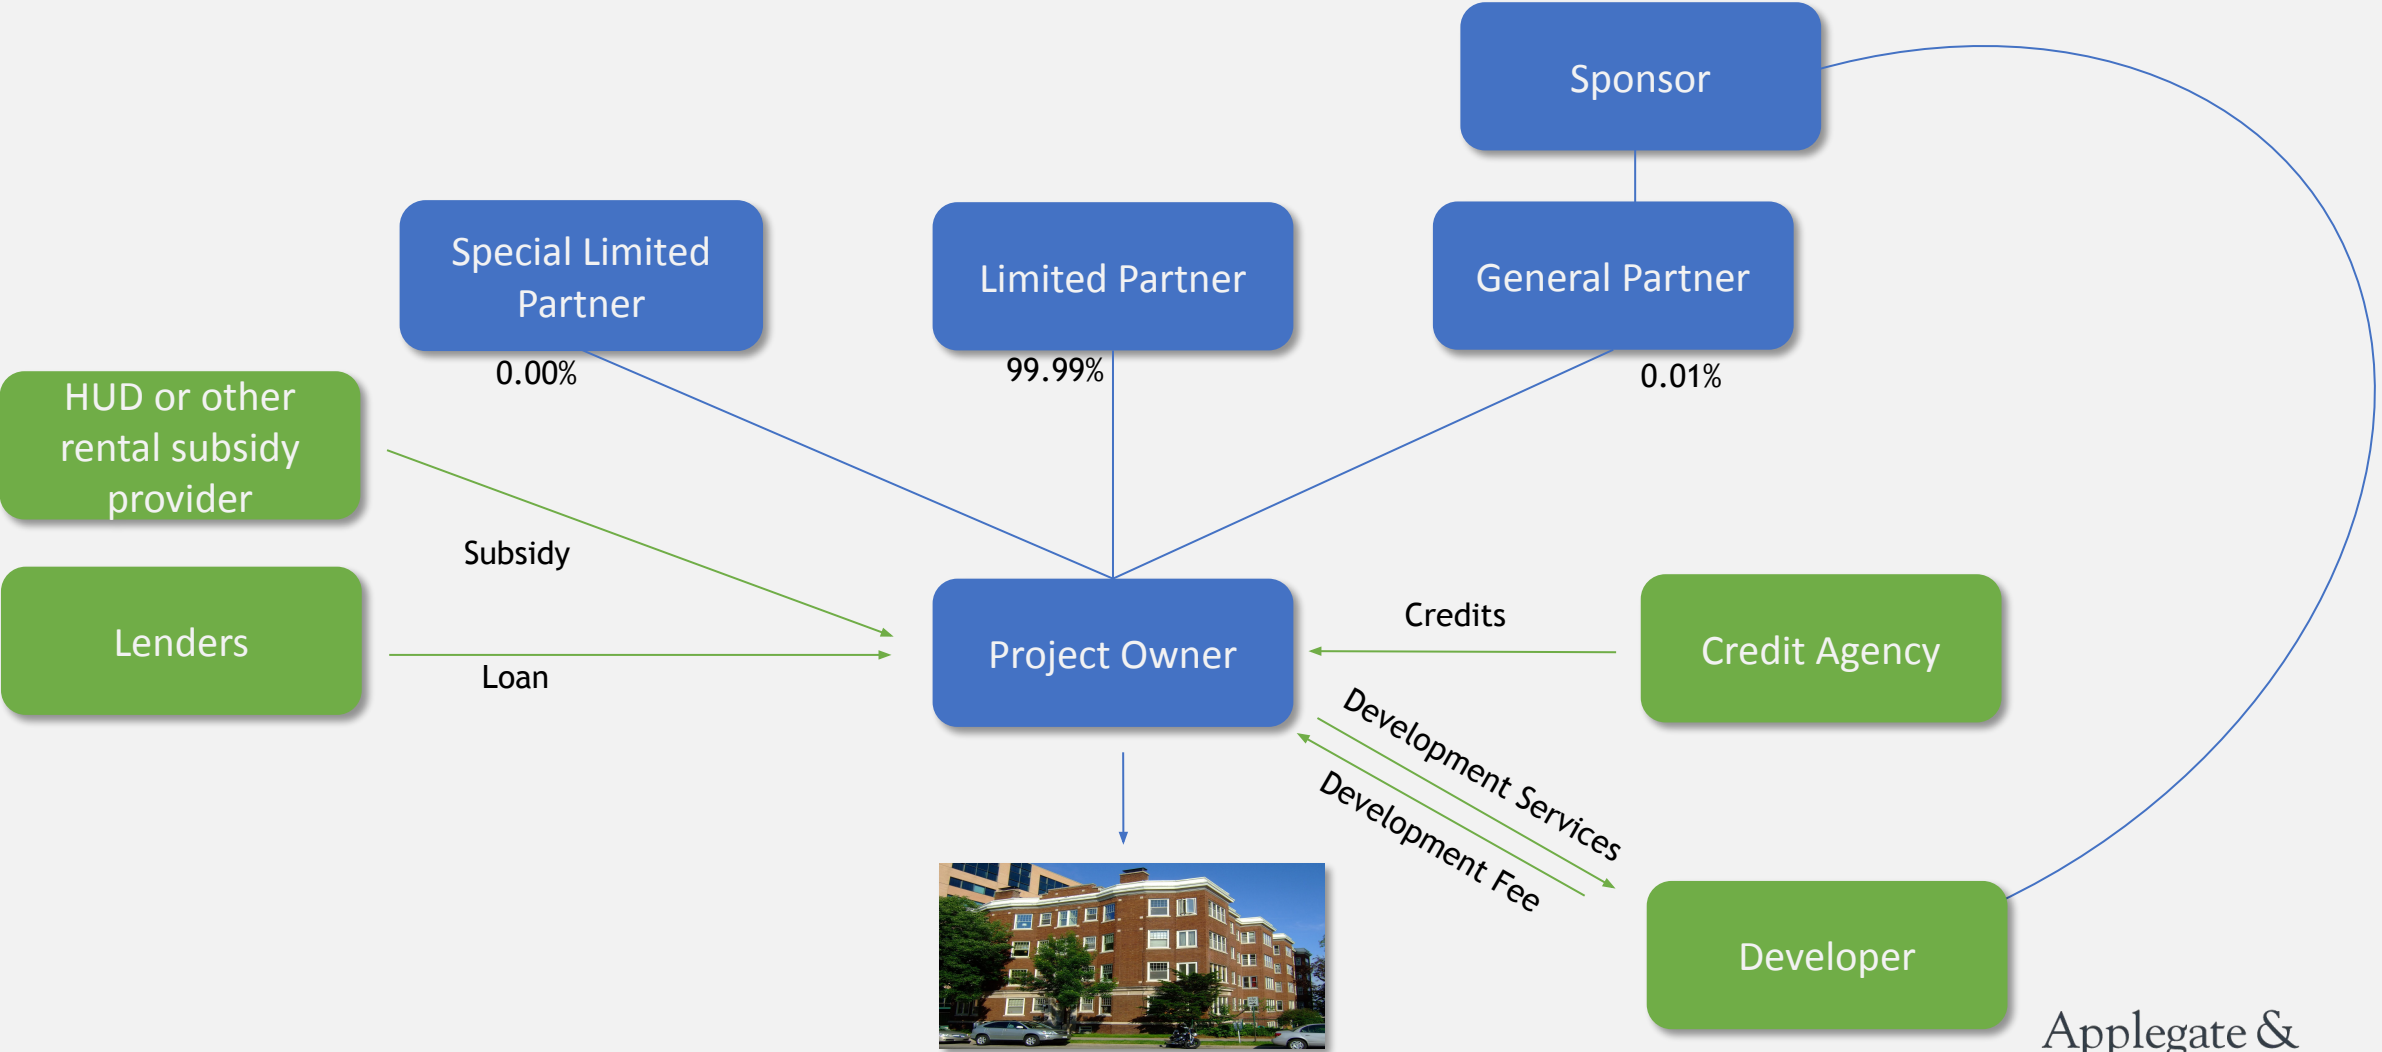 Sponsor
Special Limited
Partner
Limited Partner
General Partner
0.00%
99.99%
0.01%
HUD or other
rental subsidy
provider
Subsidy
Lenders
Loan
Project Owner
Credits
Credit Agency
Development Services
Development Fee
Developer
Applegate &